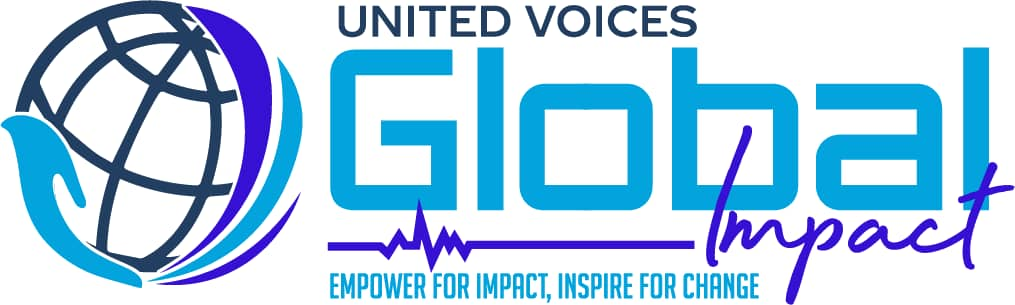 UNITED VOICES
Global
Impact
EMPOWER FOR IMPACT, INSPIRE FOR CHANGE